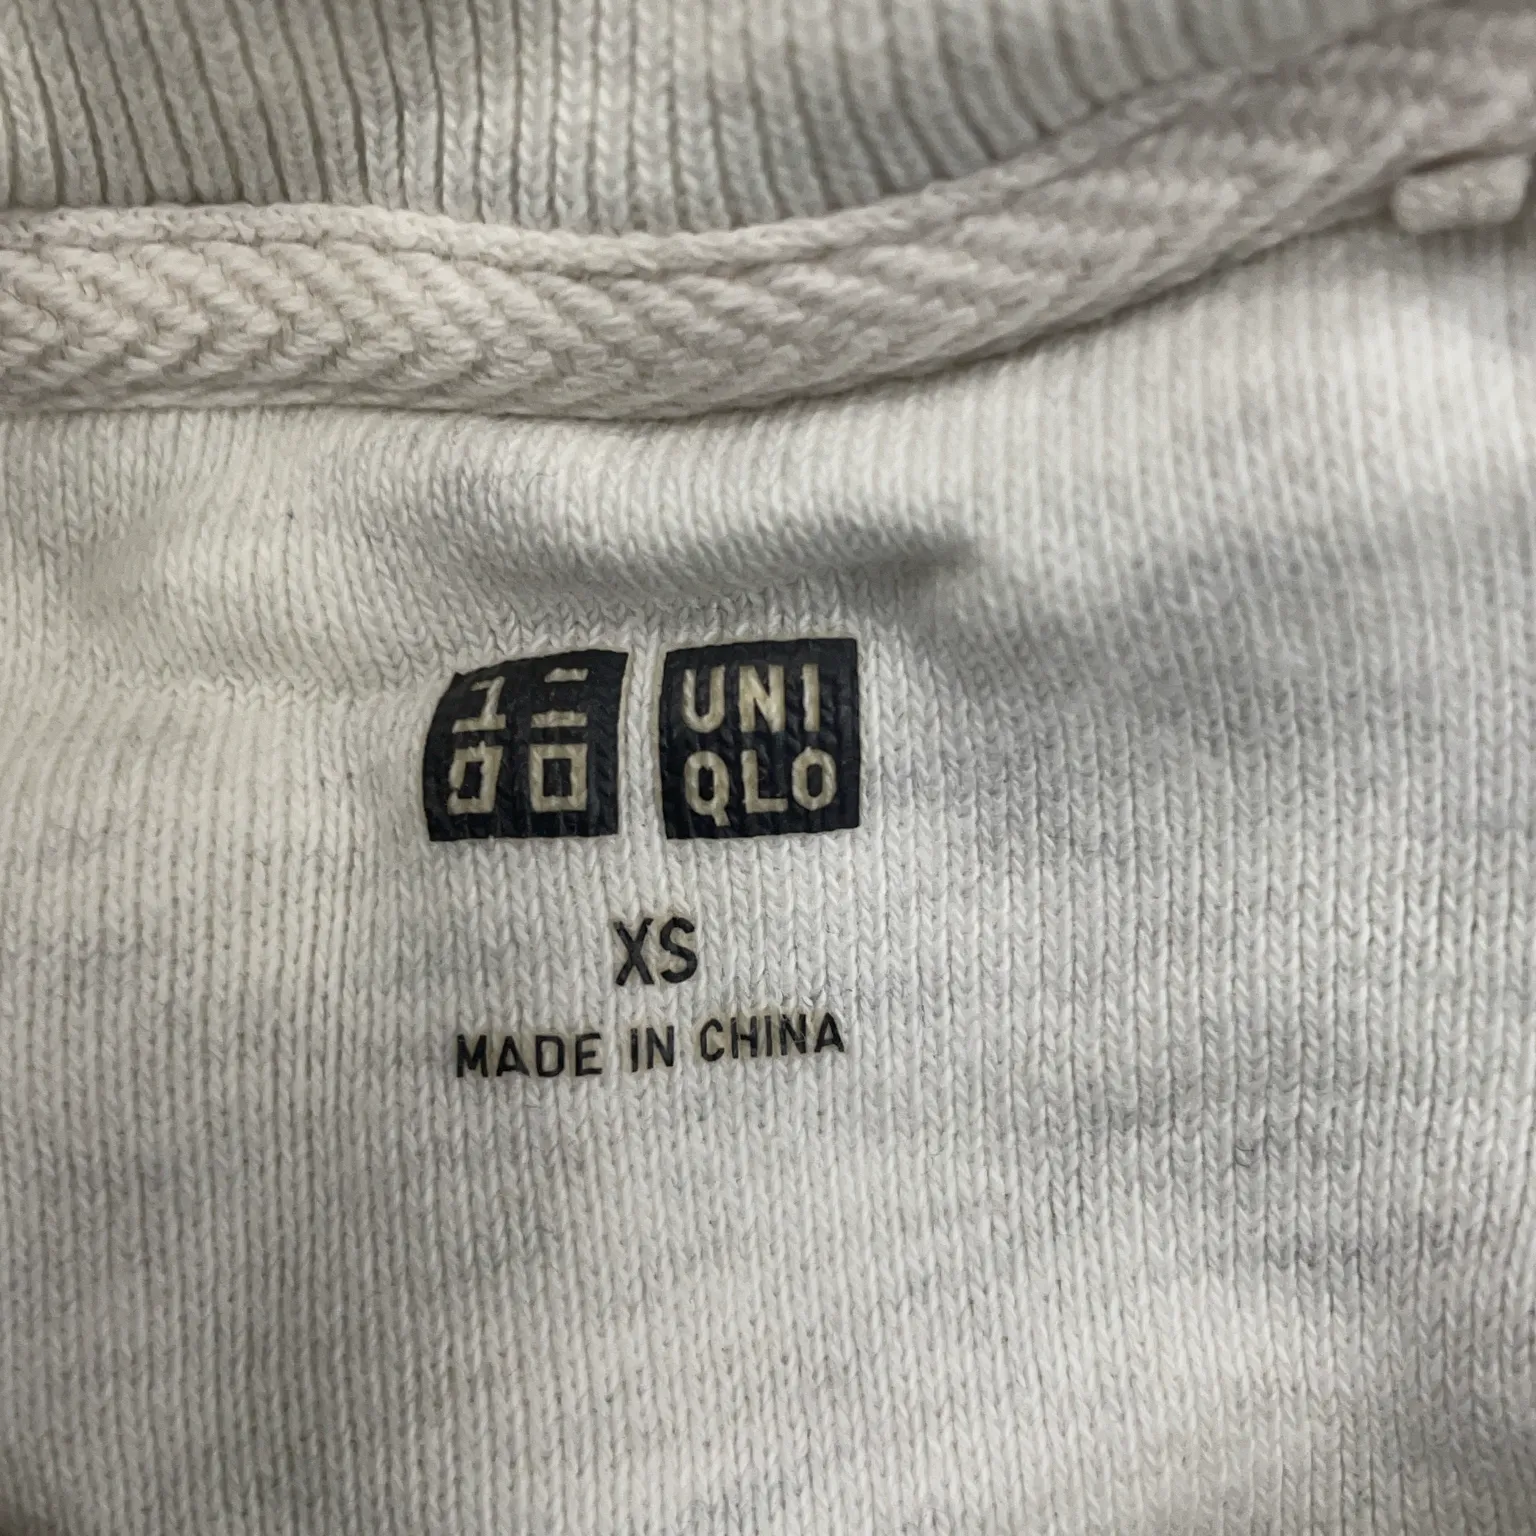 ユニ UNI
クロ QLO
XS
MADE IN CHINA